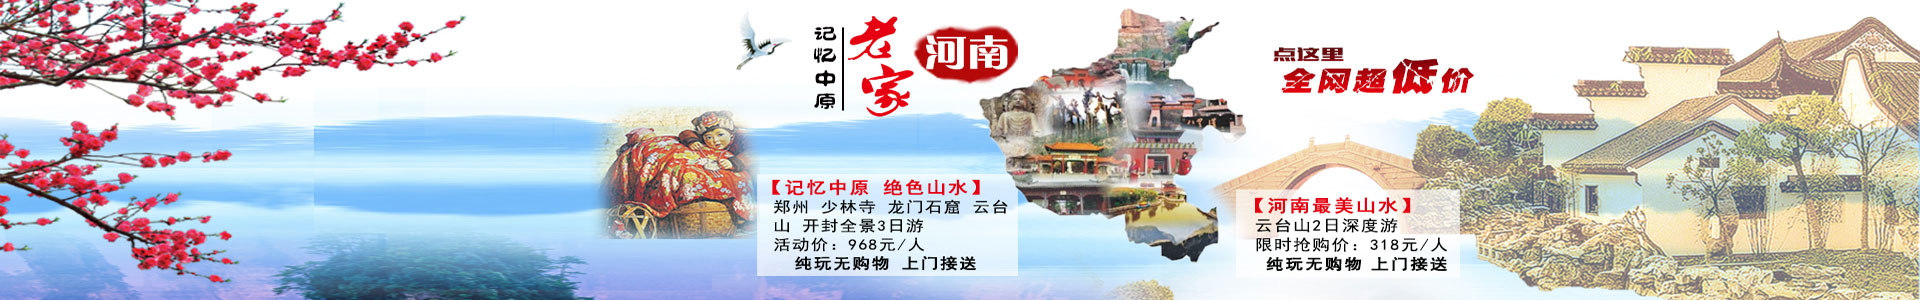 记忆中原
老家
河南
【记忆中原 绝色山水】
郑州 少林寺 龙门石窟 云台
山 开封全景3日游
活动价：968元/人
纯玩无购物 上门接送
点这里
全网超低价
【河南最美山水】
云台山2日深度游
限时抢购价：318元/人
纯玩无购物 上门接送